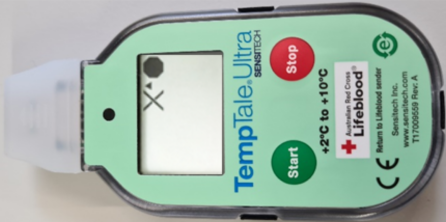 TempTale®Ultra
SENSITECH
Start
Stop
+2°C to +10°C
Australian Red Cross
Lifeblood®
Return to Lifeblood sender
Sensitech Inc.
www.sensitech.com
T17009559 Rev: A
CE